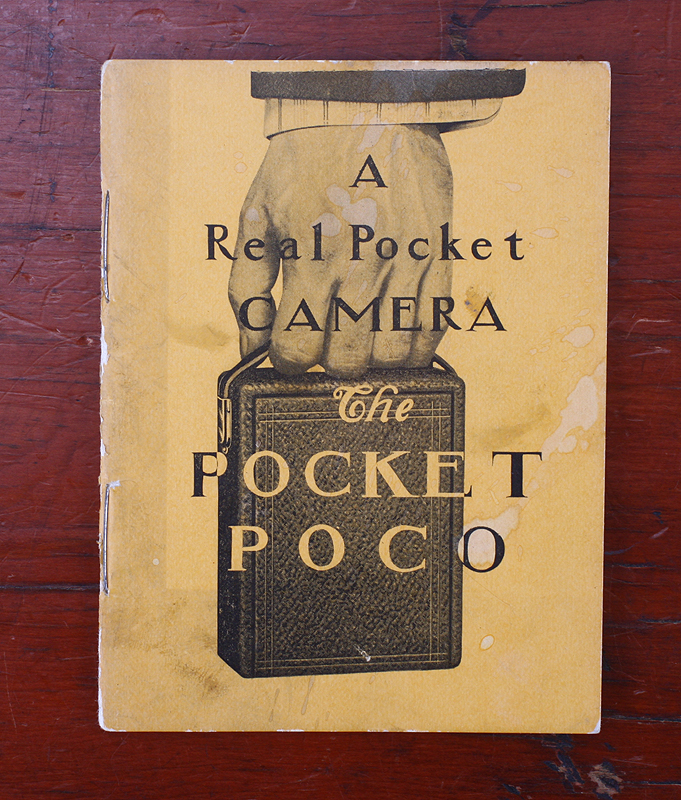 A
Real Pocket
CAMERA
The
POCKET
POCO